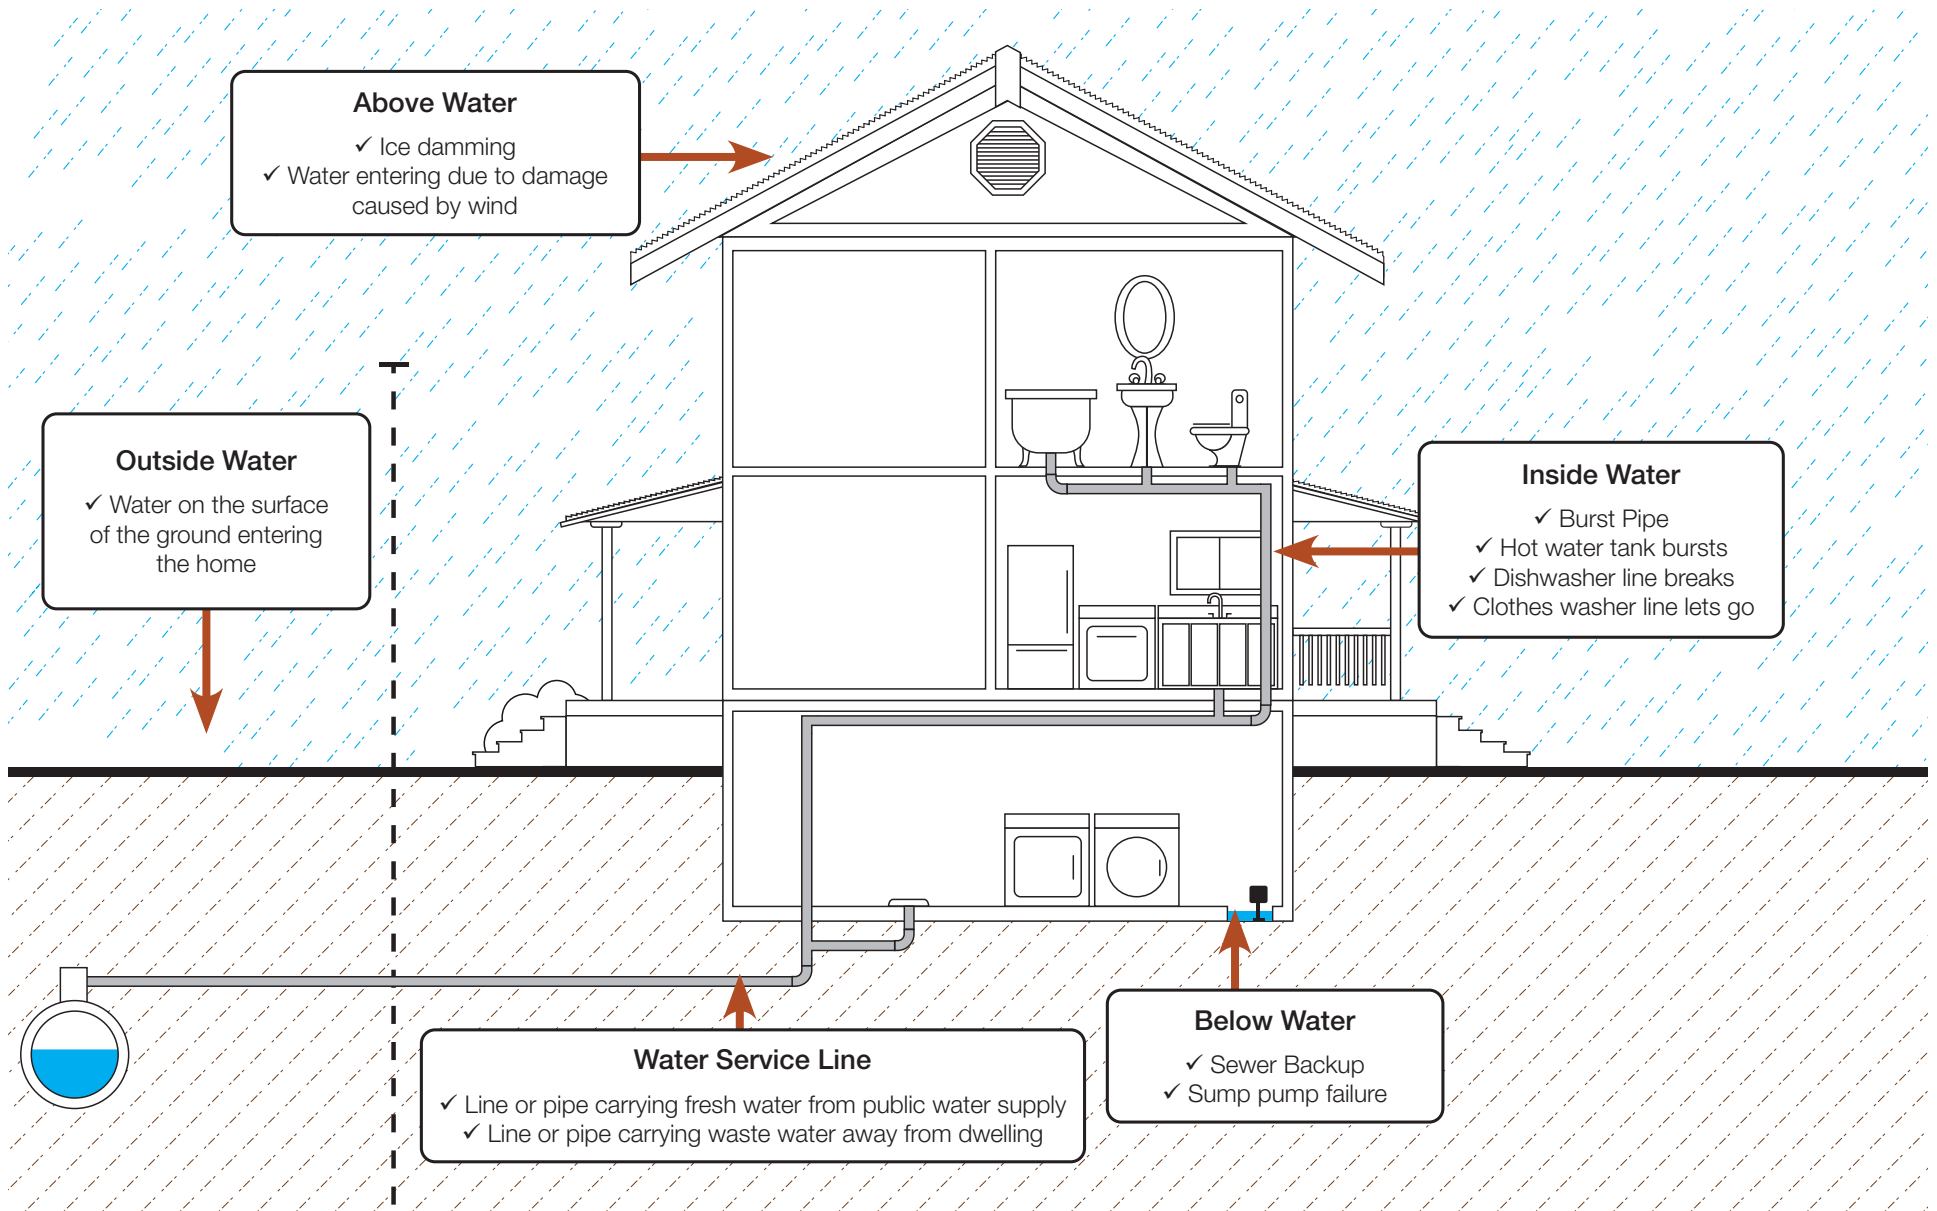 Above Water
✓ Ice damming
✓ Water entering due to damage
caused by wind
Outside Water
✓ Water on the surface
of the ground entering
the home
Inside Water
✓ Burst Pipe
✓ Hot water tank bursts
✓ Dishwasher line breaks
✓ Clothes washer line lets go
Water Service Line
✓ Line or pipe carrying fresh water from public water supply
✓ Line or pipe carrying waste water away from dwelling
Below Water
✓ Sewer Backup
✓ Sump pump failure